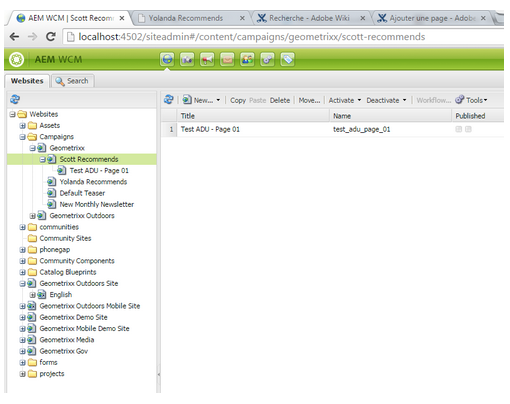 AEM WCM | Scott Recomm
Yolanda Recommends
Recherche - Adobe Wiki
Ajouter une page - Adobe
localhost:4502/siteadmin#/content/campaigns/geometrixx/scott-recommends
AEM WCM
Websites
Search
New...
Copy Paste Delete
Move...
Activate
Deactivate
Workflow...
Tools
Title
Name
Published
1 Test ADU - Page 01
test_adu_page_01
Websites
Assets
Campaigns
Geometrixx
Scott Recommends
Test ADU - Page 01
Yolanda Recommends
Default Teaser
New Monthly Newsletter
Geometrixx Outdoors
communities
Community Sites
phonegap
Community Components
Catalog Blueprints
Geometrixx Outdoors Site
English
Geometrixx Outdoors Mobile Site
Geometrixx Demo Site
Geometrixx Mobile Demo Site
Geometrixx Media
Geometrixx Gov
forms
projects